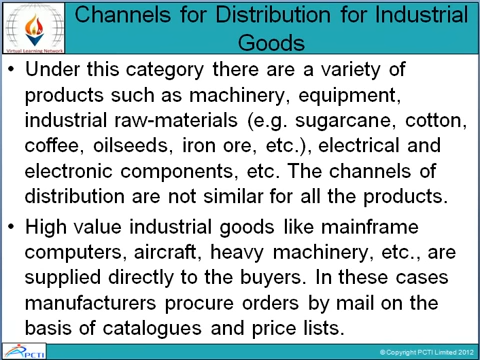 Channels for Distribution for Industrial
Goods
Virtual Learning Network
• Under this category there are a variety of
products such as machinery, equipment,
industrial raw-materials (e.g. sugarcane, cotton,
coffee, oilseeds, iron ore, etc.), electrical and
electronic components, etc. The channels of
distribution are not similar for all the products.
• High value industrial goods like mainframe
computers, aircraft, heavy machinery, etc., are
supplied directly to the buyers. In these cases
manufacturers procure orders by mail on the
basis of catalogues and price lists.
PCTI
©Copyright PCTI Limited 2012